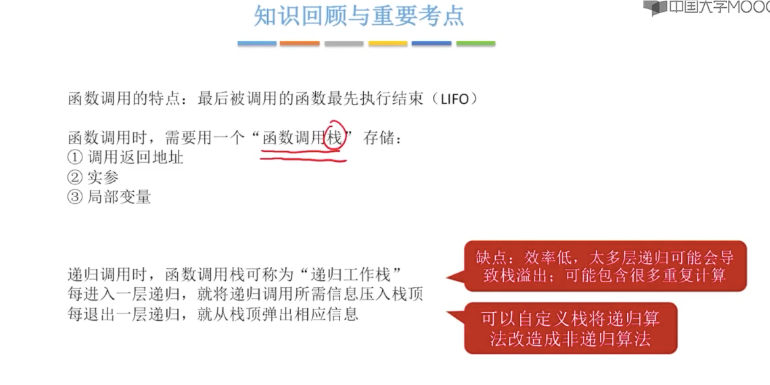 中国大学MOOC
知识回顾与重要考点
函数调用的特点：最后被调用的函数最先执行结束（LIFO）
函数调用时，需要用一个“函数调用栈”存储：
① 调用返回地址
② 实参
③ 局部变量
递归调用时，函数调用栈可称为“递归工作栈”
每进入一层递归，就将递归调用所需信息压入栈顶
每退出一层递归，就从栈顶弹出相应信息
缺点：效率低，太多层递归可能会导
致栈溢出；可能包含很多重复计算
可以自定义栈将递归算
法改造成非递归算法